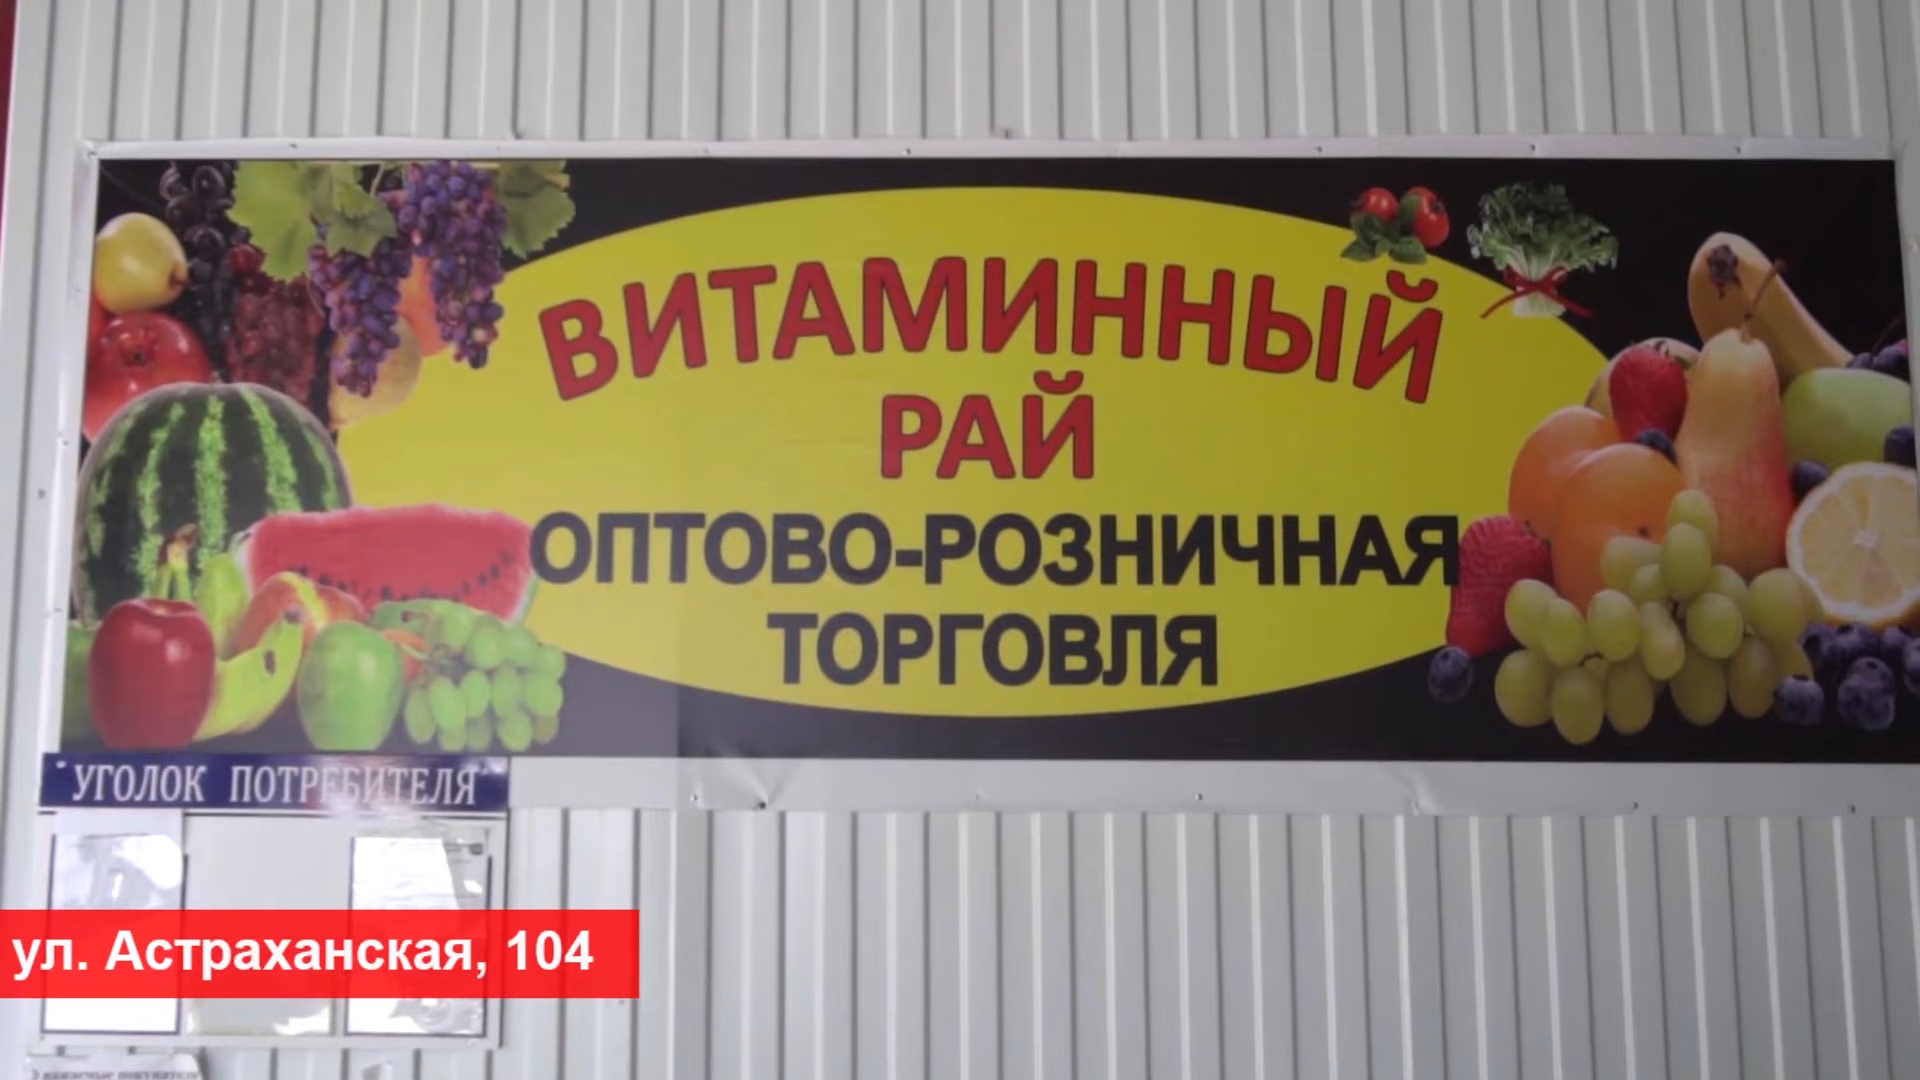 ВИТАМИННЫЙ
РАЙ
ОПТОВО-РОЗНИЧНАЯ
ТОРГОВЛЯ
УГОЛОК ПОТРЕБИТЕЛЯ
ул. Астраханская, 104